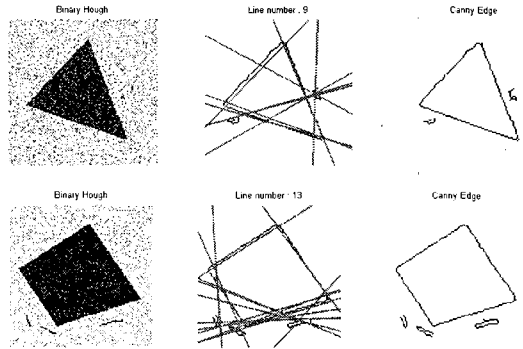 Binary Hough
Line number : 9
Canny Edge
Binary Hough
Line number : 13
Canny Edge